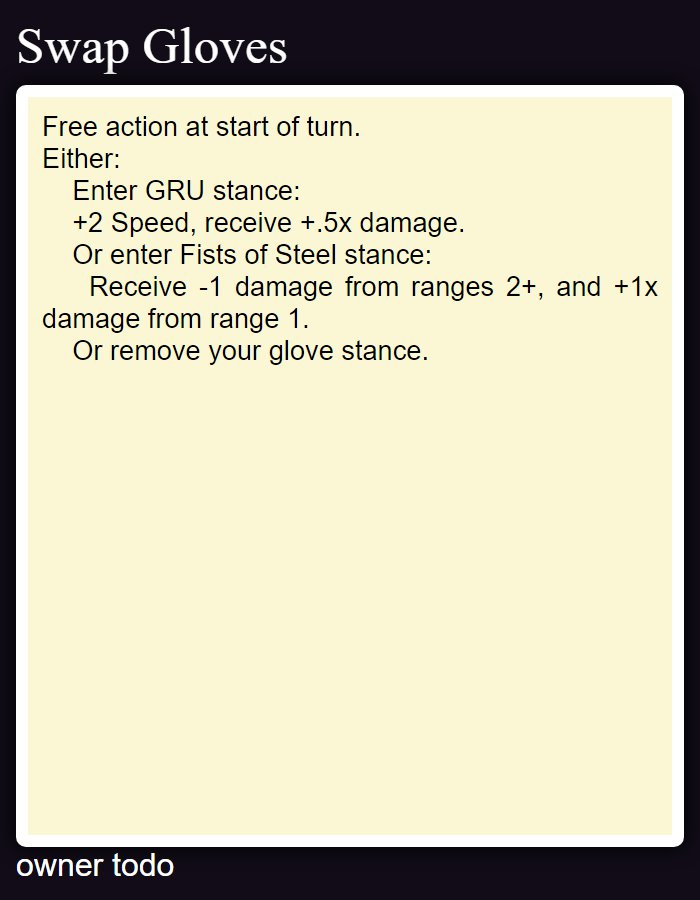 Swap Gloves
Free action at start of turn.
Either:
Enter GRU stance:
+2 Speed, receive +.5x damage.
Or enter Fists of Steel stance:
Receive -1 damage from ranges 2+, and +1x
damage from range 1.
Or remove your glove stance.
owner todo